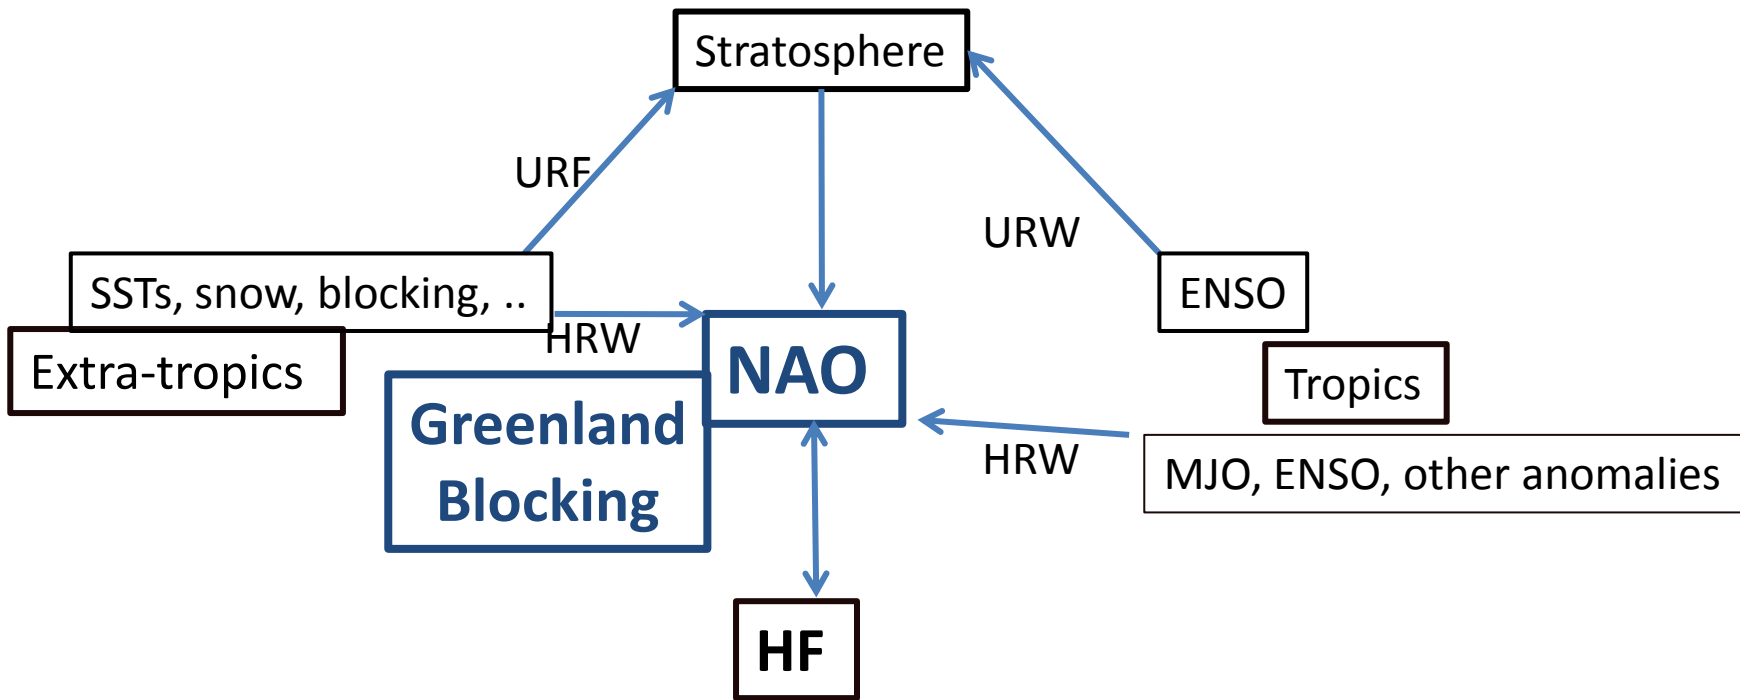 Stratosphere
URF
URW
SSTs, snow, blocking, ..
ENSO
HRW
Extra-tropics
NAO
Tropics
Greenland
Blocking
HRW
MJO, ENSO, other anomalies
HF